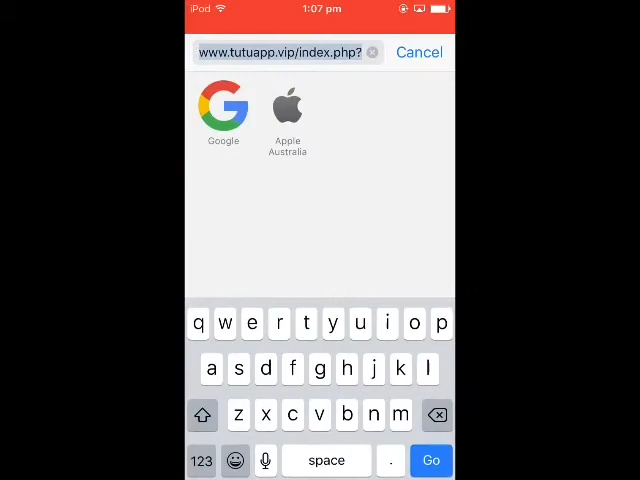 iPod 1:07 pm
www.tutuapp.vip/index.php? Cancel
Google
Apple
Australia
q w e r t y u i o p
a s d f g h j k l
z x c v b n m
123 space . Go